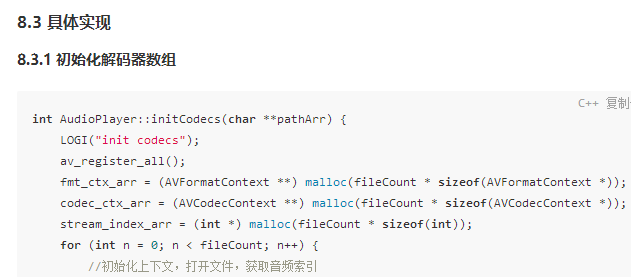 8.3 具体实现
8.3.1 初始化解码器数组
C++ 复制
int AudioPlayer::initCodecs(char **pathArr) {
    LOGI("init codecs");
    av_register_all();
    fmt_ctx_arr = (AVFormatContext **) malloc(fileCount * sizeof(AVFormatContext *));
    codec_ctx_arr = (AVCodecContext **) malloc(fileCount * sizeof(AVCodecContext *));
    stream_index_arr = (int *) malloc(fileCount * sizeof(int));
    for (int n = 0; n < fileCount; n++) {
        //初始化上下文，打开文件，获取音频索引